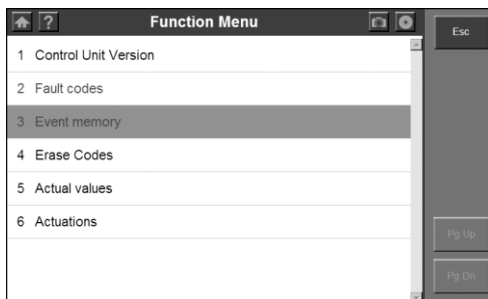 ? Function Menu
Esc
1 Control Unit Version
2 Fault codes
3 Event memory
4 Erase Codes
5 Actual values
6 Actuations
Pg Up
Pg Dn